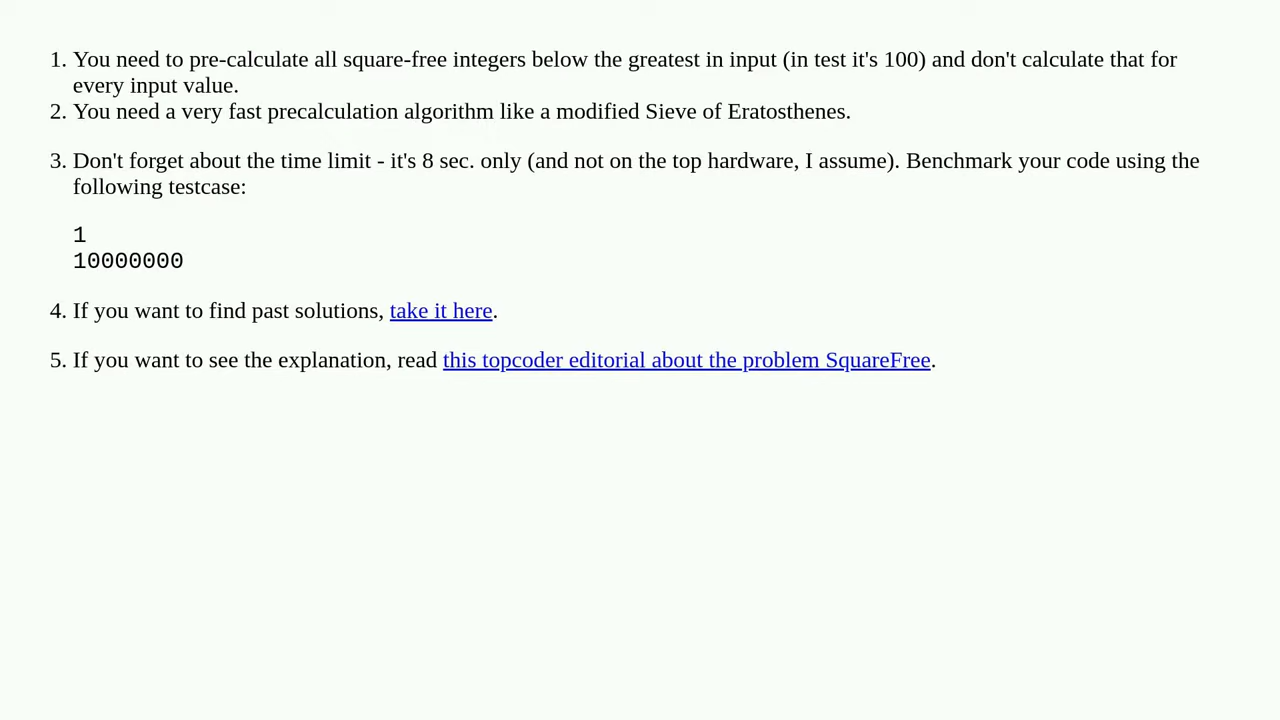 1. You need to pre-calculate all square-free integers below the greatest in input (in test it's 100) and don't calculate that for
every input value.
2. You need a very fast precalculation algorithm like a modified Sieve of Eratosthenes.
3. Don't forget about the time limit - it's 8 sec. only (and not on the top hardware, I assume). Benchmark your code using the
following testcase:
1
10000000
4. If you want to find past solutions, take it here.
5. If you want to see the explanation, read this topcoder editorial about the problem SquareFree.